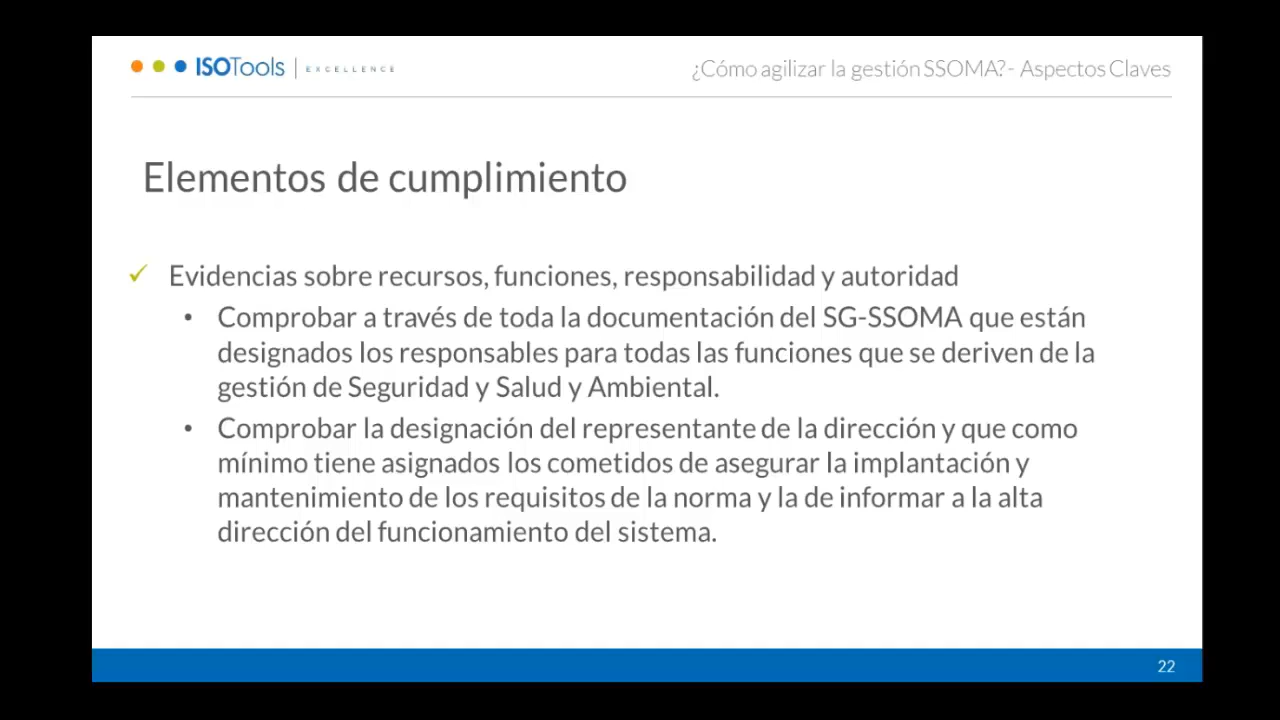 ISOTools | EXCELLENCE
¿Cómo agilizar la gestión SSOMA?- Aspectos Claves
Elementos de cumplimiento
✓ Evidencias sobre recursos, funciones, responsabilidad y autoridad
• Comprobar a través de toda la documentación del SG-SSOMA que están
designados los responsables para todas las funciones que se deriven de la
gestión de Seguridad y Salud y Ambiental.
• Comprobar la designación del representante de la dirección y que como
mínimo tiene asignados los cometidos de asegurar la implantación y
mantenimiento de los requisitos de la norma y la de informar a la alta
dirección del funcionamiento del sistema.
22